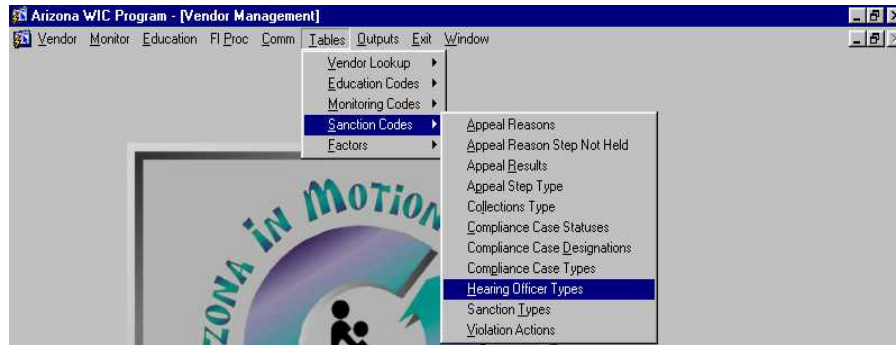 Arizona WIC Program - [Vendor Management]
Vendor Monitor Education FI Proc Comm Tables Outputs Exit Window
Vendor Lookup
Education Codes
Monitoring Codes
Sanction Codes
Factors
Appeal Reasons
Appeal Reason Step Not Held
Appeal Results
Appeal Step Type
Collections Type
Compliance Case Statuses
Compliance Case Designations
Compliance Case Types
Hearing Officer Types
Sanction Types
Violation Actions
ARIZONA IN MOTION